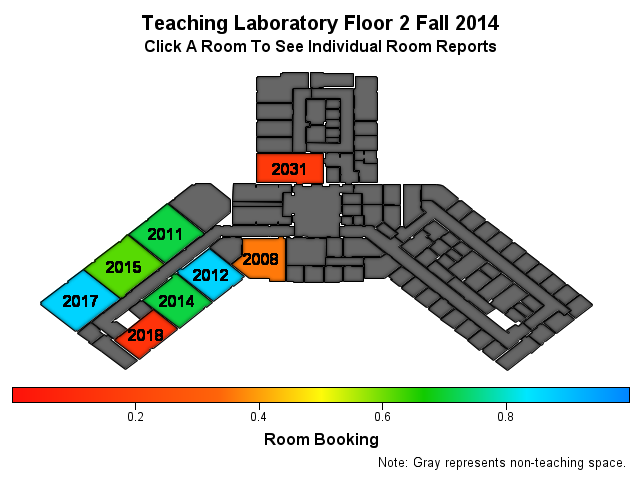 Teaching Laboratory Floor 2 Fall 2014
Click A Room To See Individual Room Reports
2031
2011
2015
2012
2008
2017
2014
2018
0.2 0.4 0.6 0.8
Room Booking
Note: Gray represents non-teaching space.